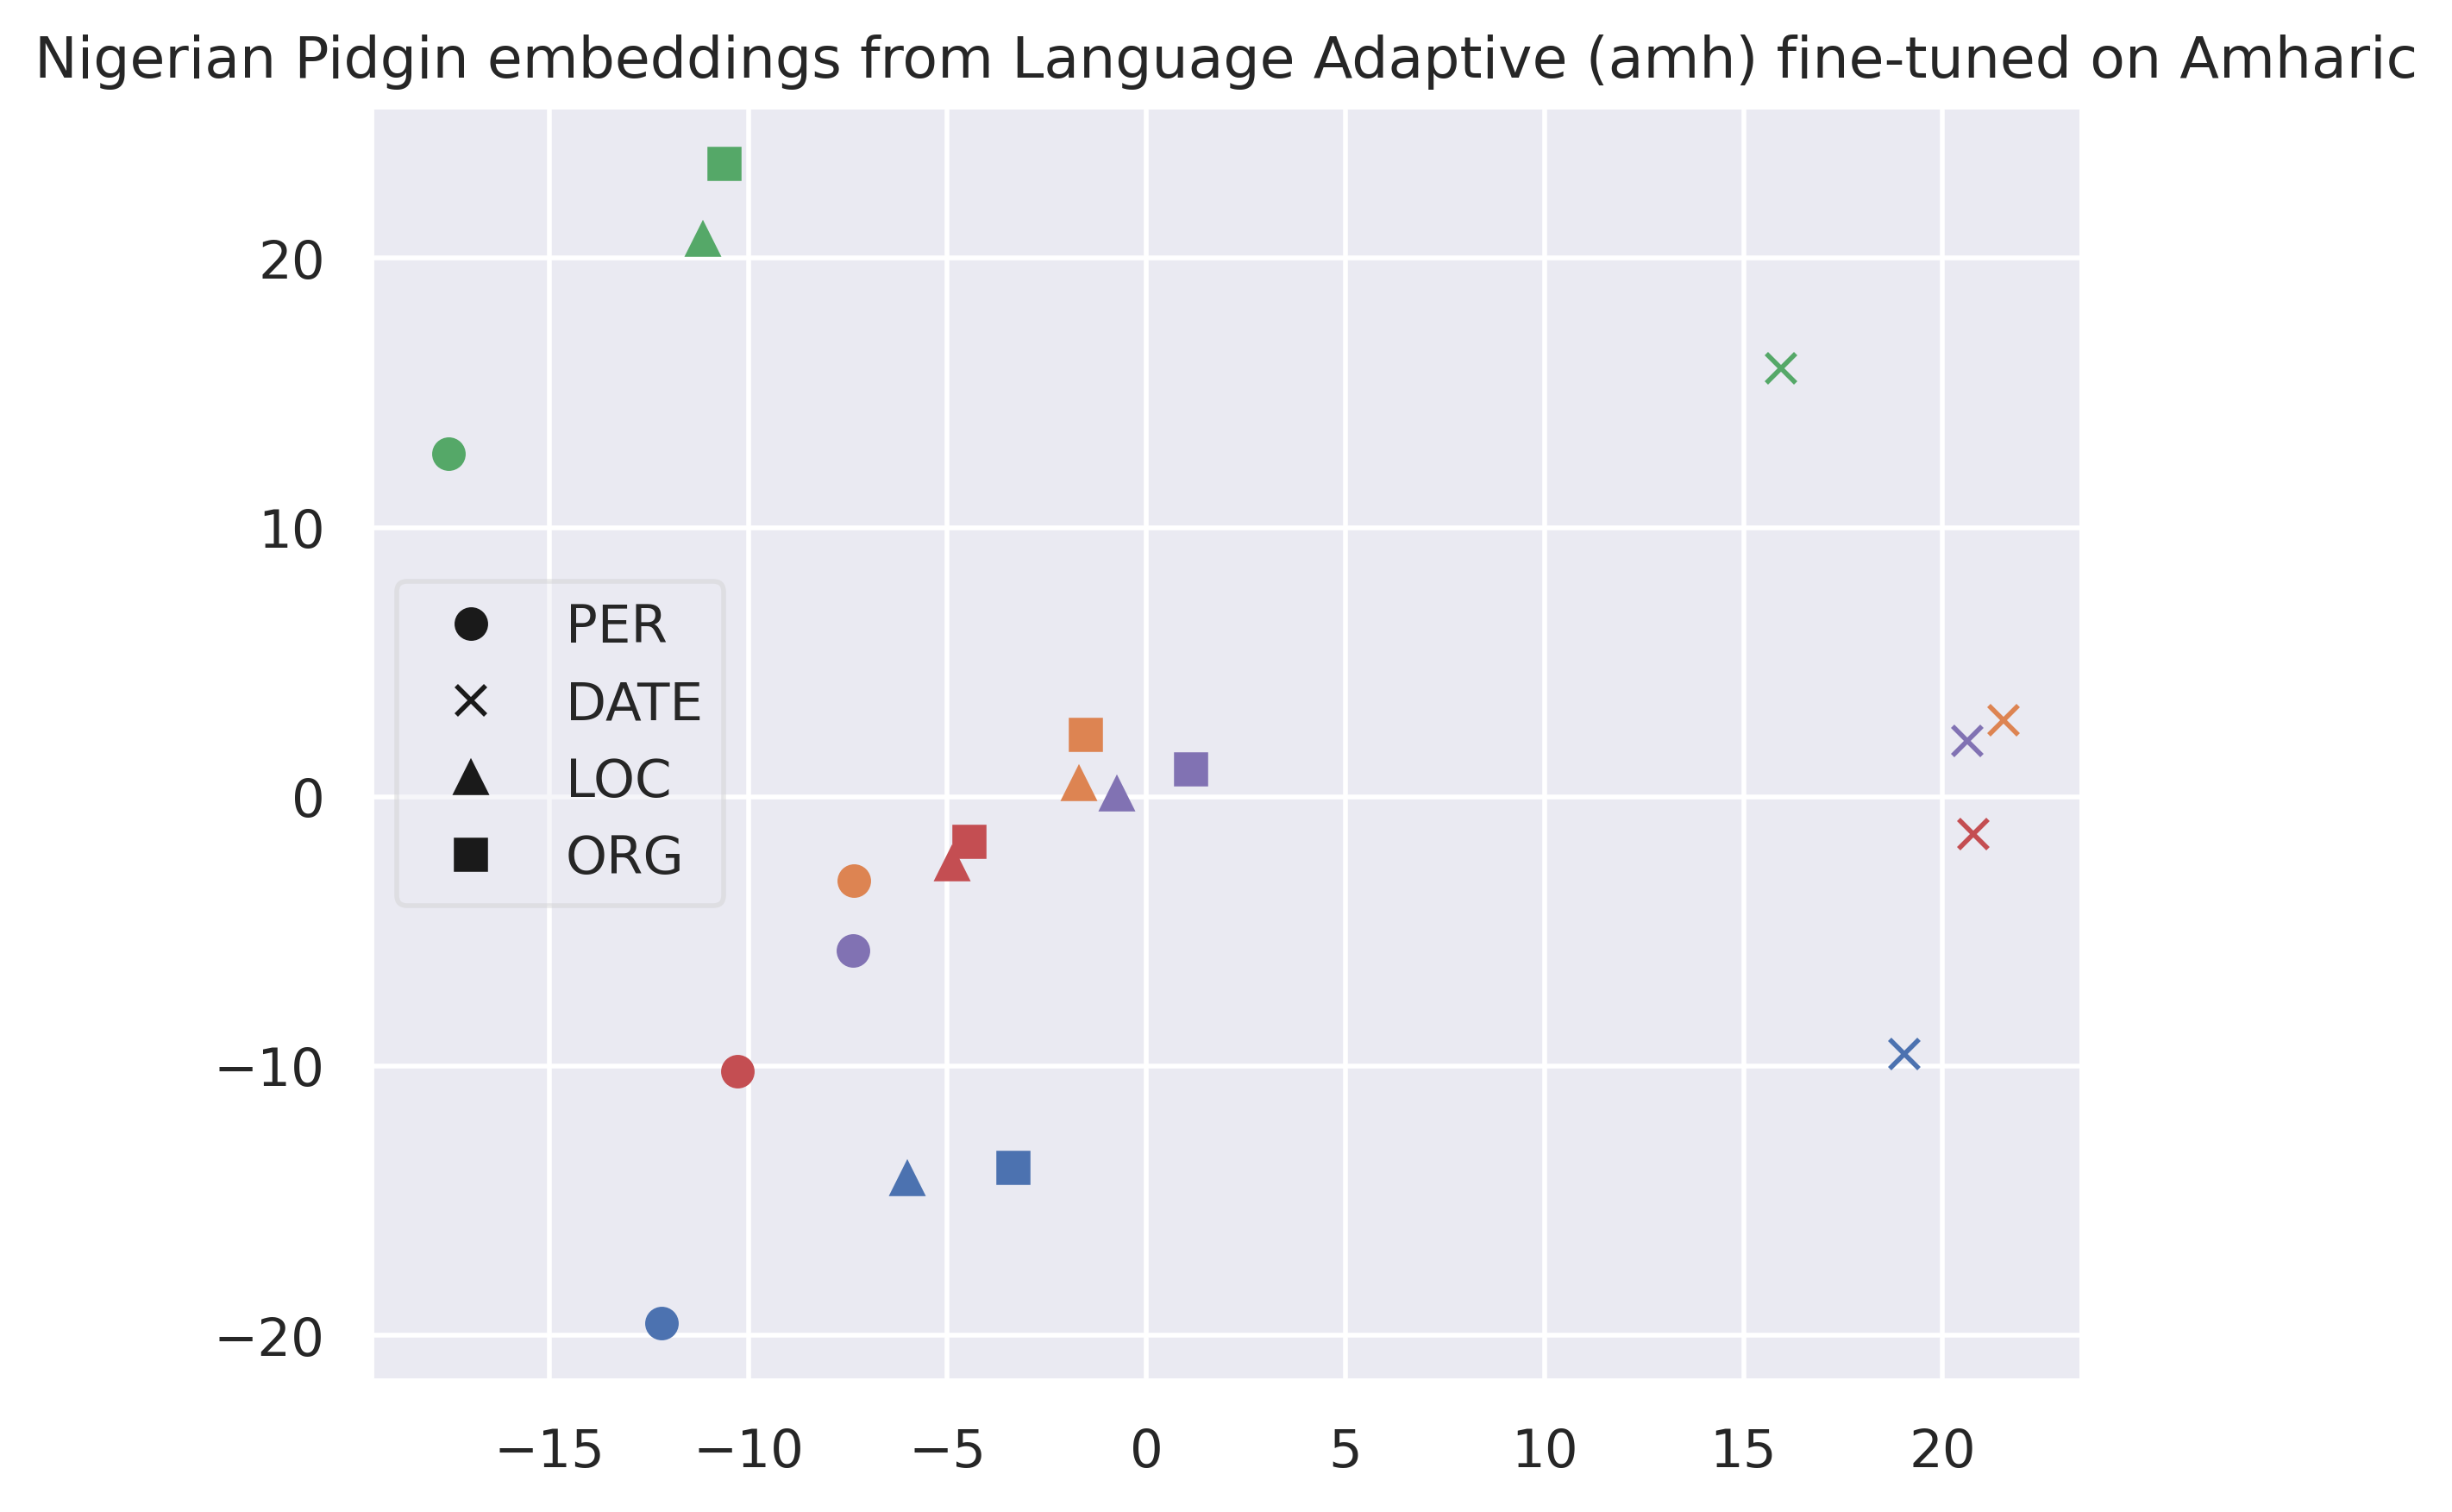 Nigerian Pidgin embeddings from Language Adaptive (amh) fine-tuned on Amharic
20
10
0
−10
−20
PER
DATE
LOC
ORG
−15 −10 −5 0 5 10 15 20